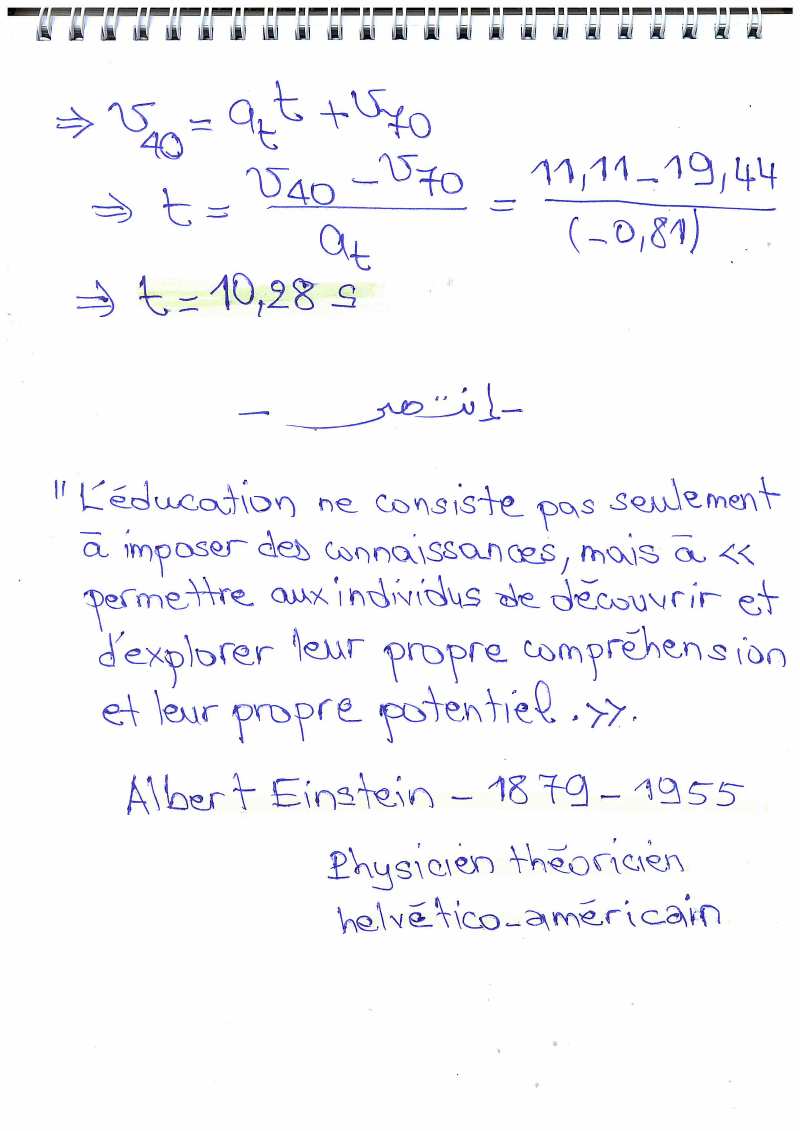 ⇒ v₄₀ = aₜ t + v₇₀
⇒ t = (v₄₀ − v₇₀) / aₜ = (11,11 − 19,44) / (−0,81)
⇒ t = 10,28 s
- إنتهى -
" L'éducation ne consiste pas seulement
à imposer des connaissances, mais à <<
permettre aux individus de découvrir et
d'explorer leur propre compréhension
et leur propre potentiel. >>.
Albert Einstein - 1879 - 1955
Physicien théoricien
helvético-américain